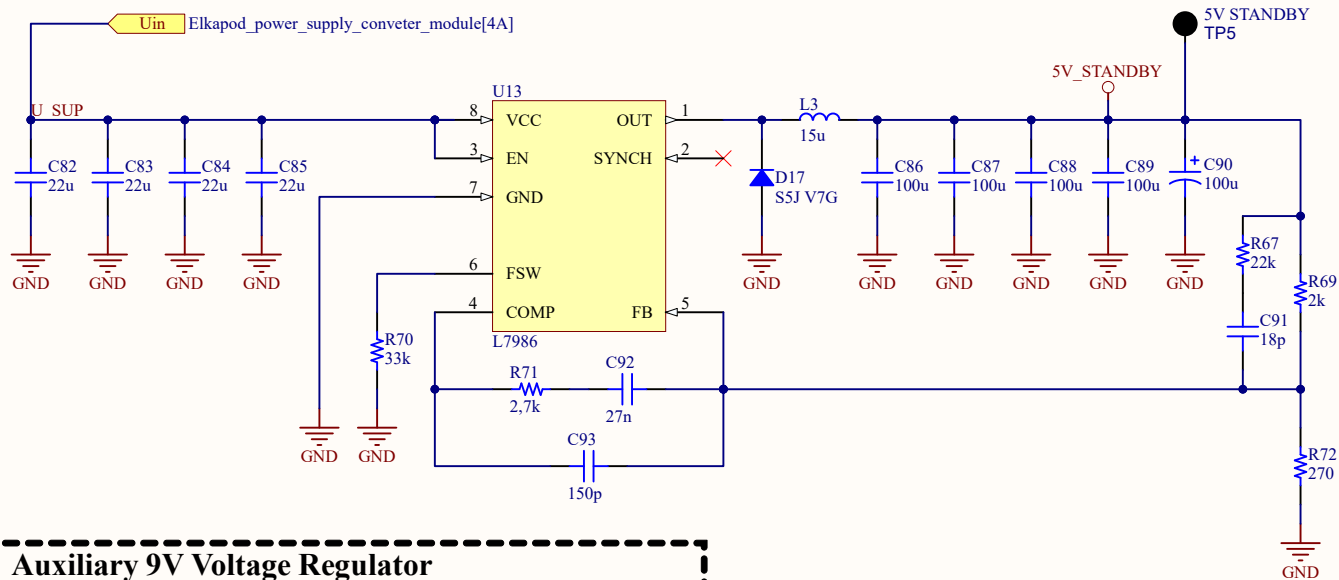 Uin Elkapod_power_supply_conveter_module[4A]
5V STANDBY
TP5
5V_STANDBY
U_SUP
U13
8 VCC OUT 1
3 EN SYNCH 2
7 GND
6 FSW
4 COMP FB 5
L7986
L3
15u
C82
22u
C83
22u
C84
22u
C85
22u
D17
S5J V7G
C86
100u
C87
100u
C88
100u
C89
100u
+
C90
100u
GND
GND
GND
GND
GND
GND
GND
GND
GND
GND
R67
22k
R69
2k
C91
18p
R70
33k
R71
2,7k
C92
27n
C93
150p
GND
GND
R72
270
GND
Auxiliary 9V Voltage Regulator